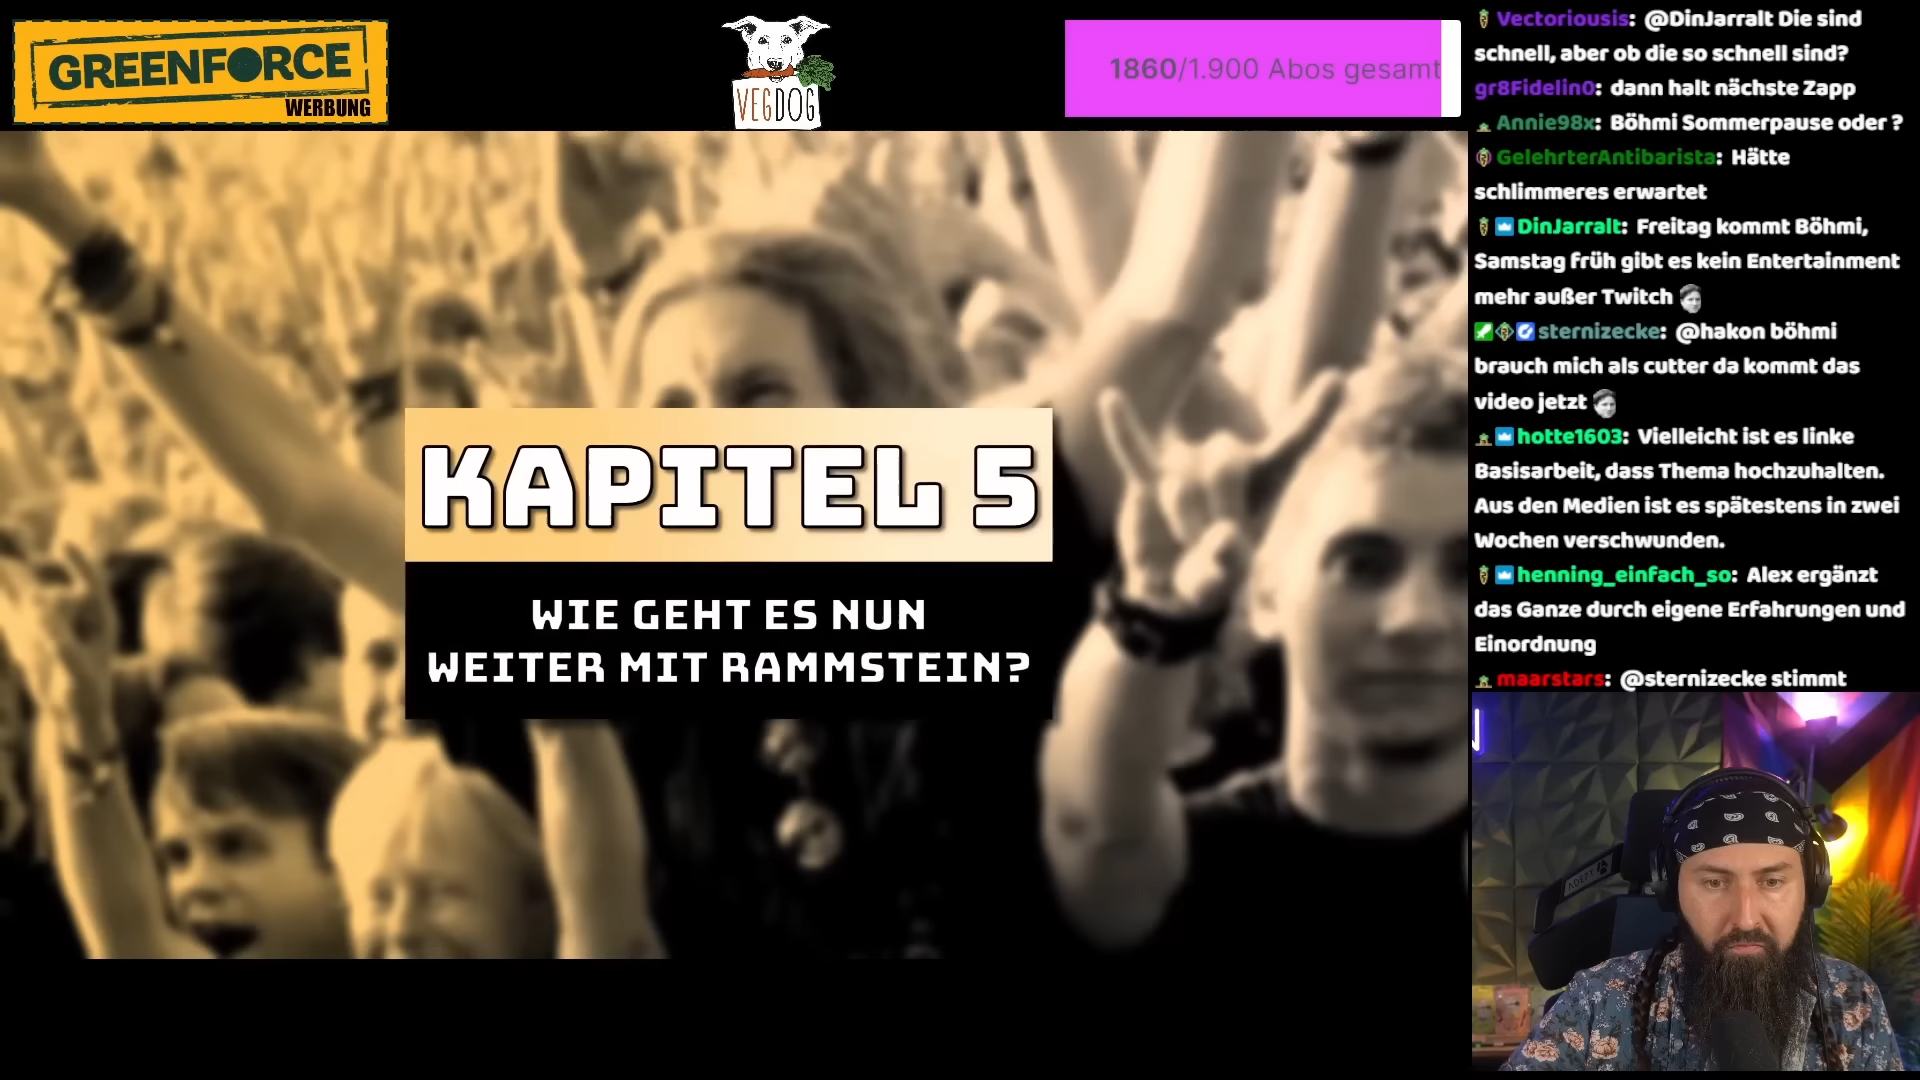 GREENFORCE
WERBUNG
VEGDOG
1860/1.900 Abos gesamt
KAPITEL 5
WIE GEHT ES NUN
WEITER MIT RAMMSTEIN?
Vectoriousis: @DinJarralt Die sind
schnell, aber ob die so schnell sind?
gr8Fidelin0: dann halt nächste Zapp
Annie98x: Böhmi Sommerpause oder ?
GelehrterAntibarista: Hätte
schlimmeres erwartet
DinJarralt: Freitag kommt Böhmi,
Samstag früh gibt es kein Entertainment
mehr außer Twitch
sternizecke: @hakon böhmi
brauch mich als cutter da kommt das
video jetzt
hotte1603: Vielleicht ist es linke
Basisarbeit, dass Thema hochzuhalten.
Aus den Medien ist es spätestens in zwei
Wochen verschwunden.
henning_einfach_so: Alex ergänzt
das Ganze durch eigene Erfahrungen und
Einordnung
maarstars: @sternizecke stimmt
ADEPT